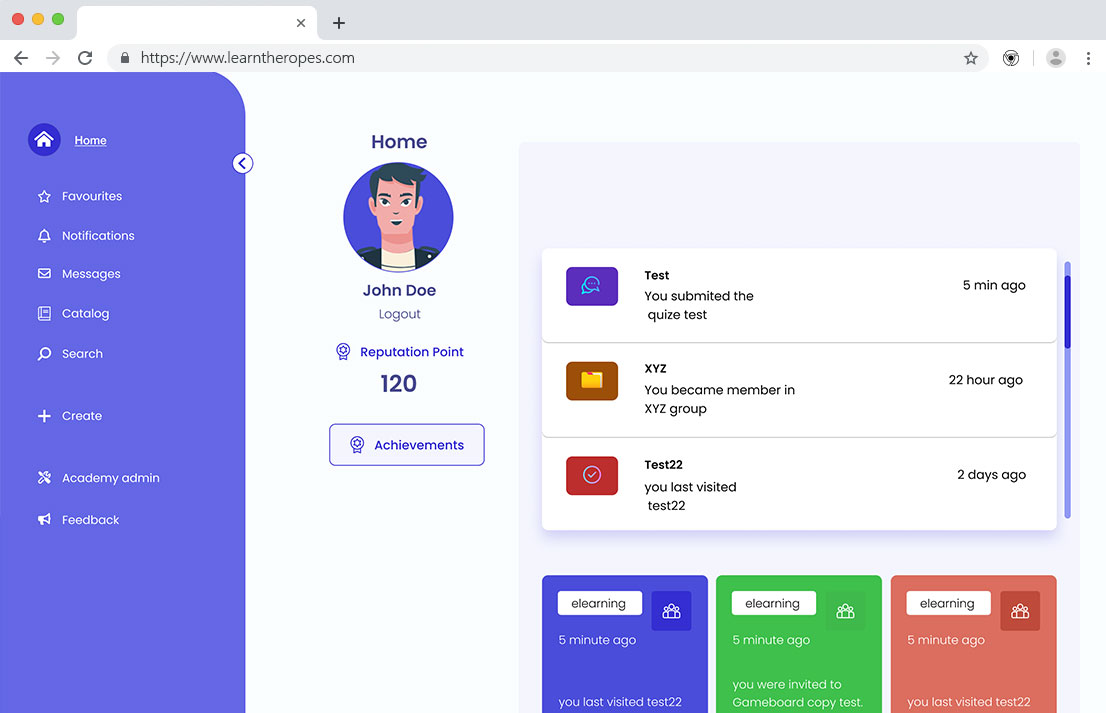 https://www.learntheropes.com
Home
Favourites
Notifications
Messages
Catalog
Search
Create
Academy admin
Feedback
Home
John Doe
Logout
Reputation Point
120
Achievements
Test
You submited the
quize test
5 min ago
XYZ
You became member in
XYZ group
22 hour ago
Test22
you last visited
test22
2 days ago
elearning
5 minute ago
you last visited test22
elearning
5 minute ago
you were invited to
Gameboard copy test.
elearning
5 minute ago
you last visited test22